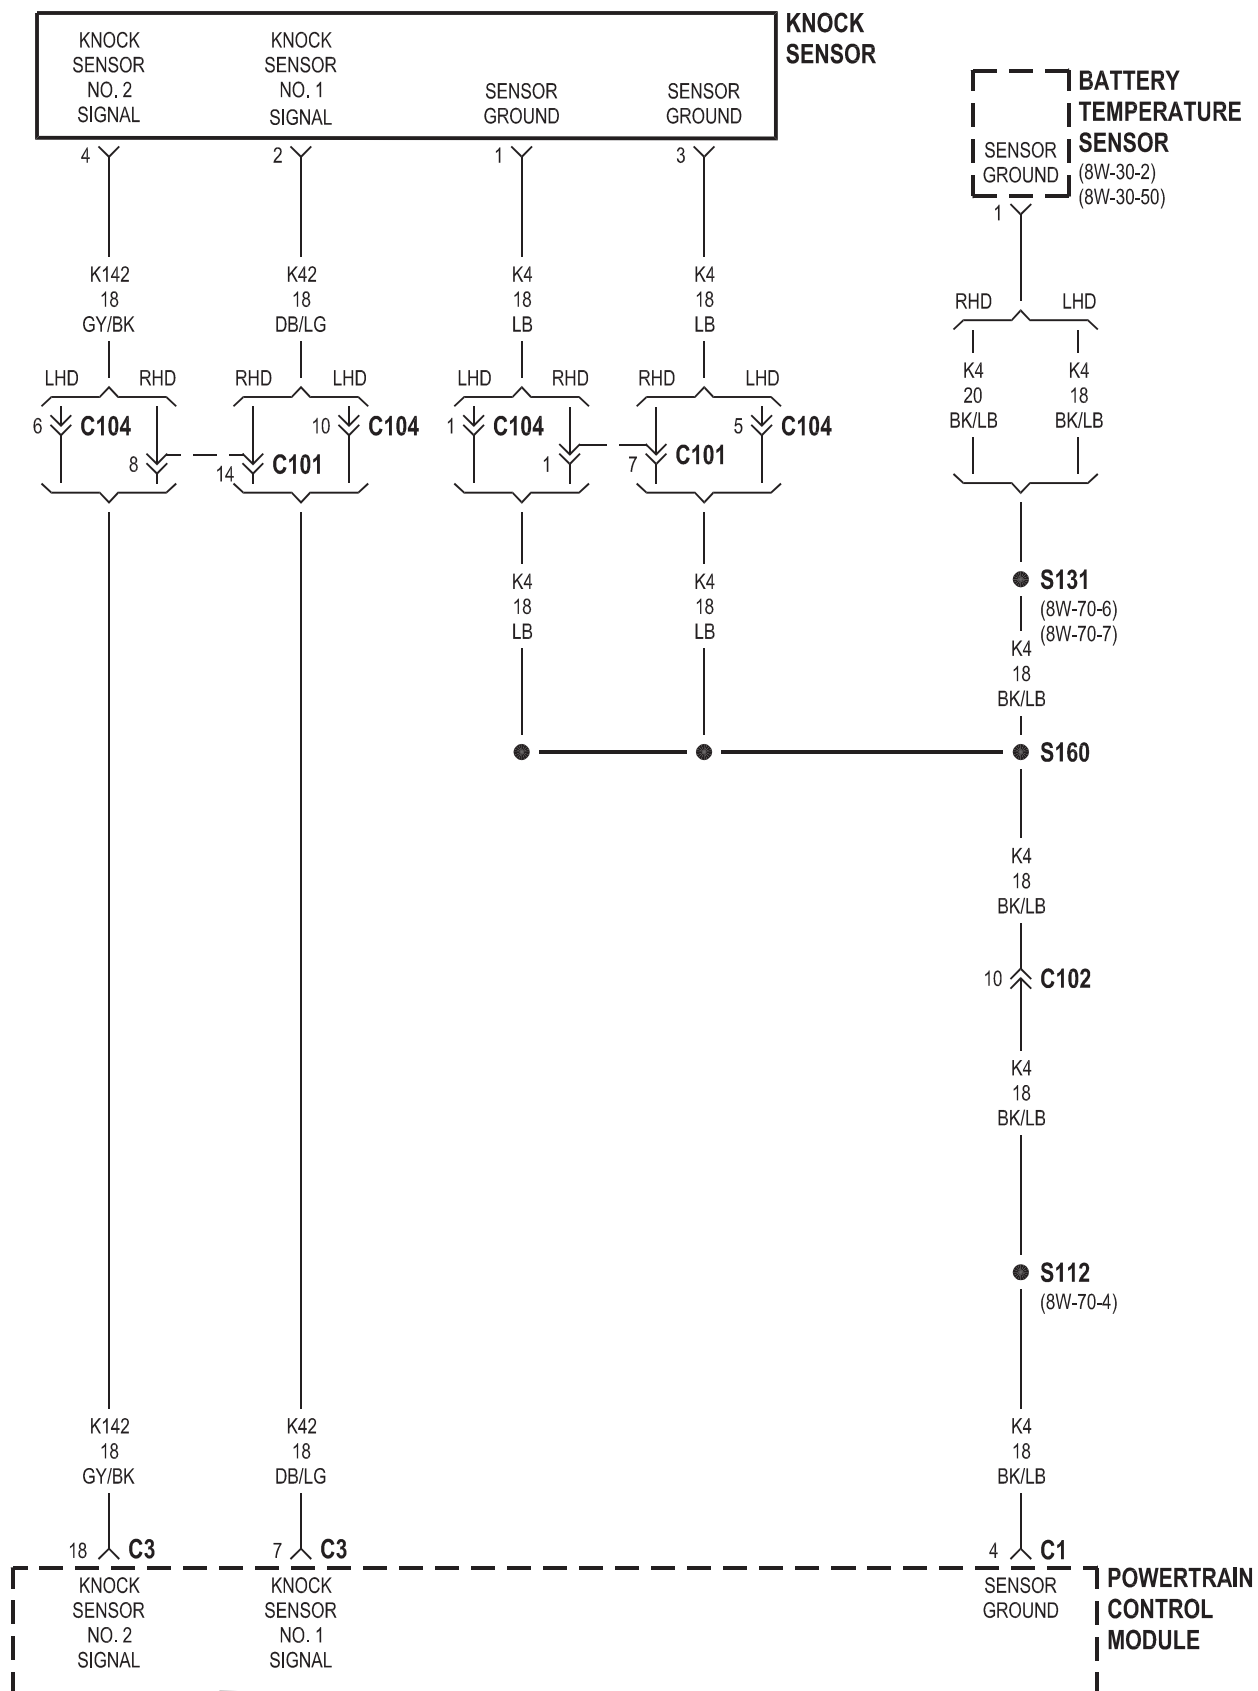 KNOCK
SENSOR
KNOCK
SENSOR
NO. 2
SIGNAL
KNOCK
SENSOR
NO. 1
SIGNAL
SENSOR
GROUND
SENSOR
GROUND
BATTERY
TEMPERATURE
SENSOR
(8W-30-2)
(8W-30-50)
SENSOR
GROUND
4
2
1
3
1
K142
18
GY/BK
K42
18
DB/LG
K4
18
LB
K4
18
LB
RHD LHD
K4
20
BK/LB
K4
18
BK/LB
LHD RHD
RHD LHD
LHD RHD
RHD LHD
6 C104
10 C104
1 C104
5 C104
8
14 C101
1
7 C101
K4
18
LB
K4
18
LB
S131
(8W-70-6)
(8W-70-7)
K4
18
BK/LB
S160
K4
18
BK/LB
10 C102
K4
18
BK/LB
S112
(8W-70-4)
K142
18
GY/BK
K42
18
DB/LG
K4
18
BK/LB
18 C3
7 C3
4 C1
KNOCK
SENSOR
NO. 2
SIGNAL
KNOCK
SENSOR
NO. 1
SIGNAL
SENSOR
GROUND
POWERTRAIN
CONTROL
MODULE